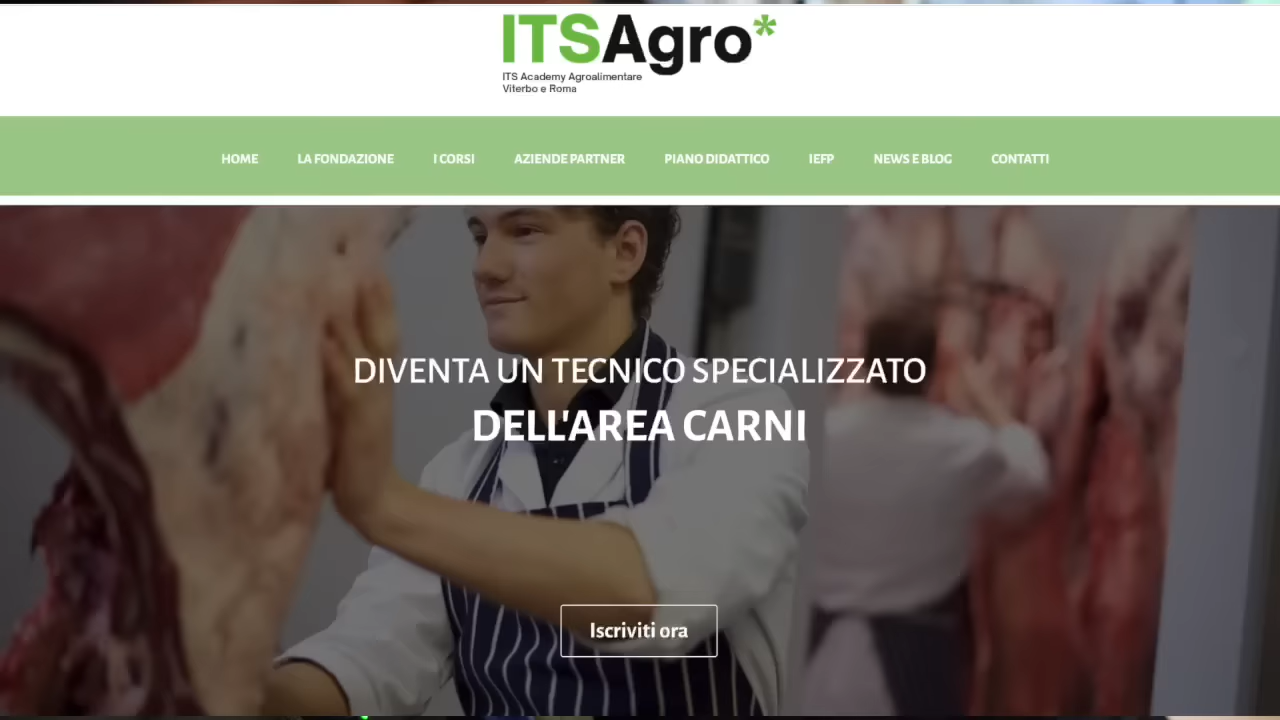 ITSAgro*
ITS Academy Agroalimentare
Viterbo e Roma
HOME LA FONDAZIONE I CORSI AZIENDE PARTNER PIANO DIDATTICO IEFP NEWS E BLOG CONTATTI
DIVENTA UN TECNICO SPECIALIZZATO
DELL'AREA CARNI
Iscriviti ora